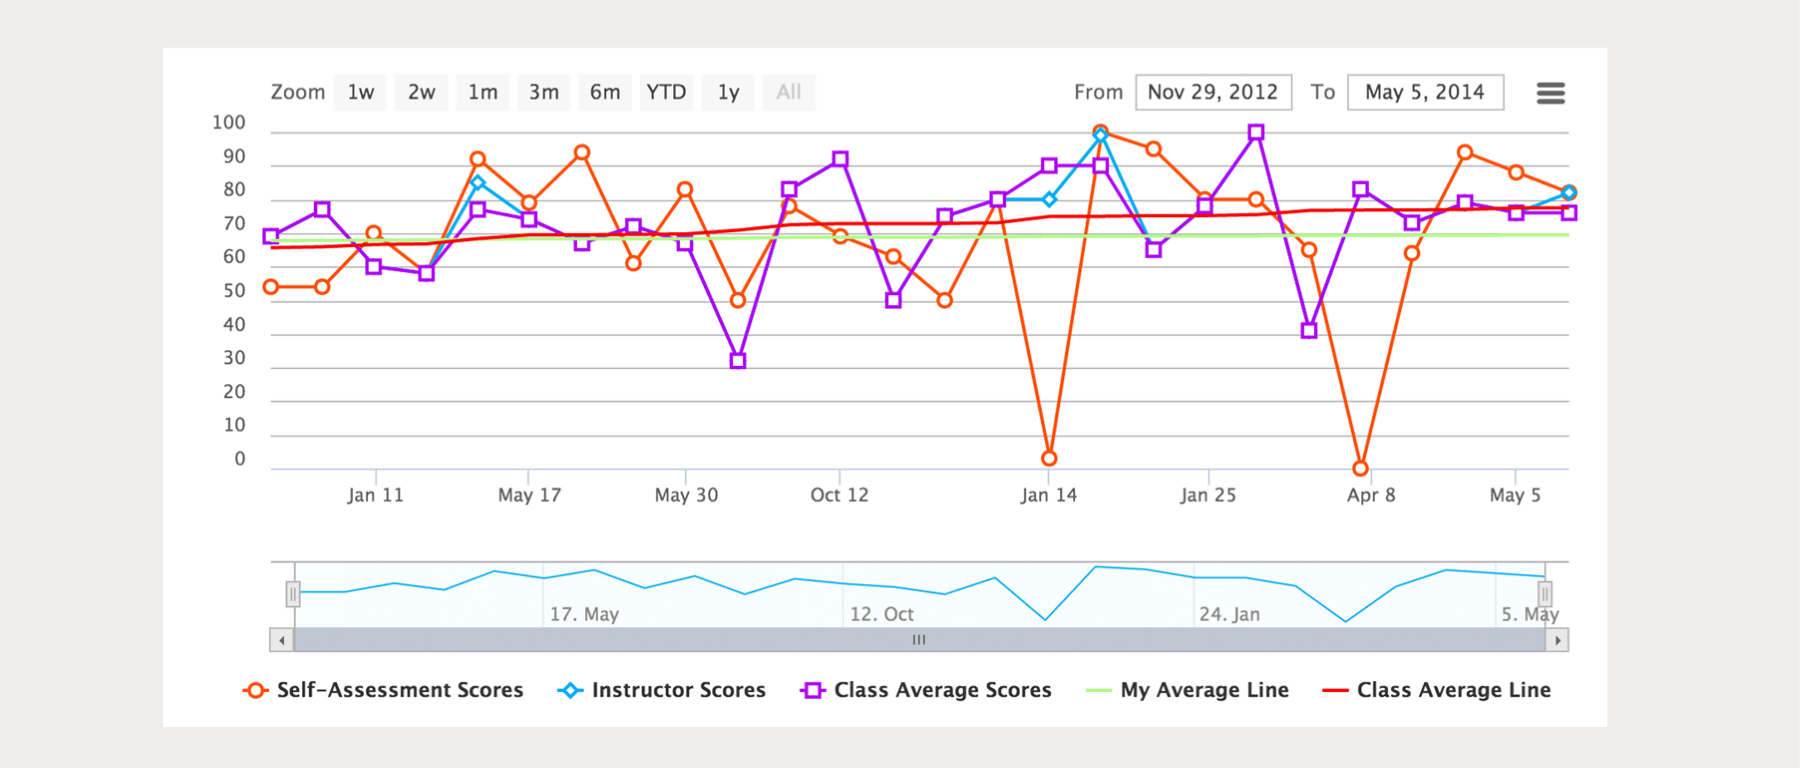 Zoom 1w 2w 1m 3m 6m YTD 1y All From Nov 29, 2012 To May 5, 2014
100
90
80
70
60
50
40
30
20
10
0
Jan 11 May 17 May 30 Oct 12 Jan 14 Jan 25 Apr 8 May 5
17. May 12. Oct 24. Jan 5. May
Self-Assessment Scores Instructor Scores Class Average Scores My Average Line Class Average Line